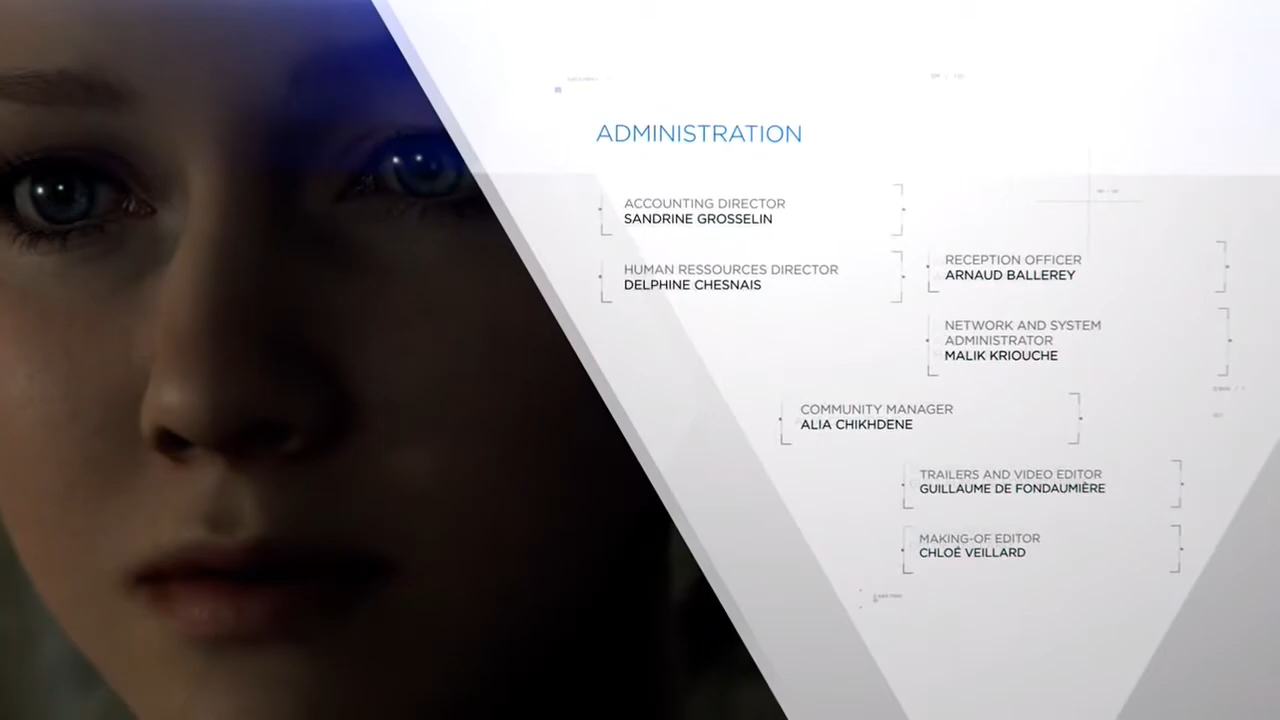 ADMINISTRATION
ACCOUNTING DIRECTOR
SANDRINE GROSSELIN
HUMAN RESSOURCES DIRECTOR
DELPHINE CHESNAIS
RECEPTION OFFICER
ARNAUD BALLEREY
NETWORK AND SYSTEM
ADMINISTRATOR
MALIK KRIOUCHE
COMMUNITY MANAGER
ALIA CHIKHDENE
TRAILERS AND VIDEO EDITOR
GUILLAUME DE FONDAUMIÈRE
MAKING-OF EDITOR
CHLOÉ VEILLARD